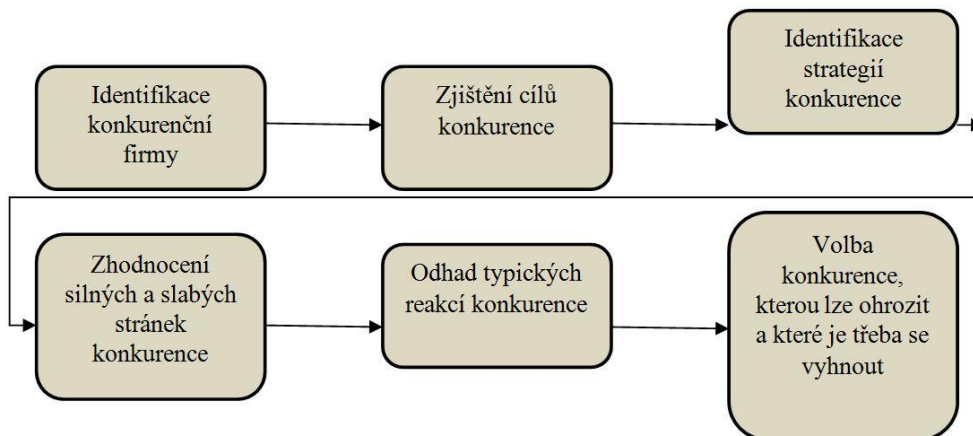 Identifikace
konkurenční
firmy
Zjištění cílů
konkurence
Identifikace
strategií
konkurence
Zhodnocení
silných a slabých
stránek
konkurence
Odhad typických
reakcí konkurence
Volba
konkurence,
kterou lze ohrozit
a které je třeba se
vyhnout